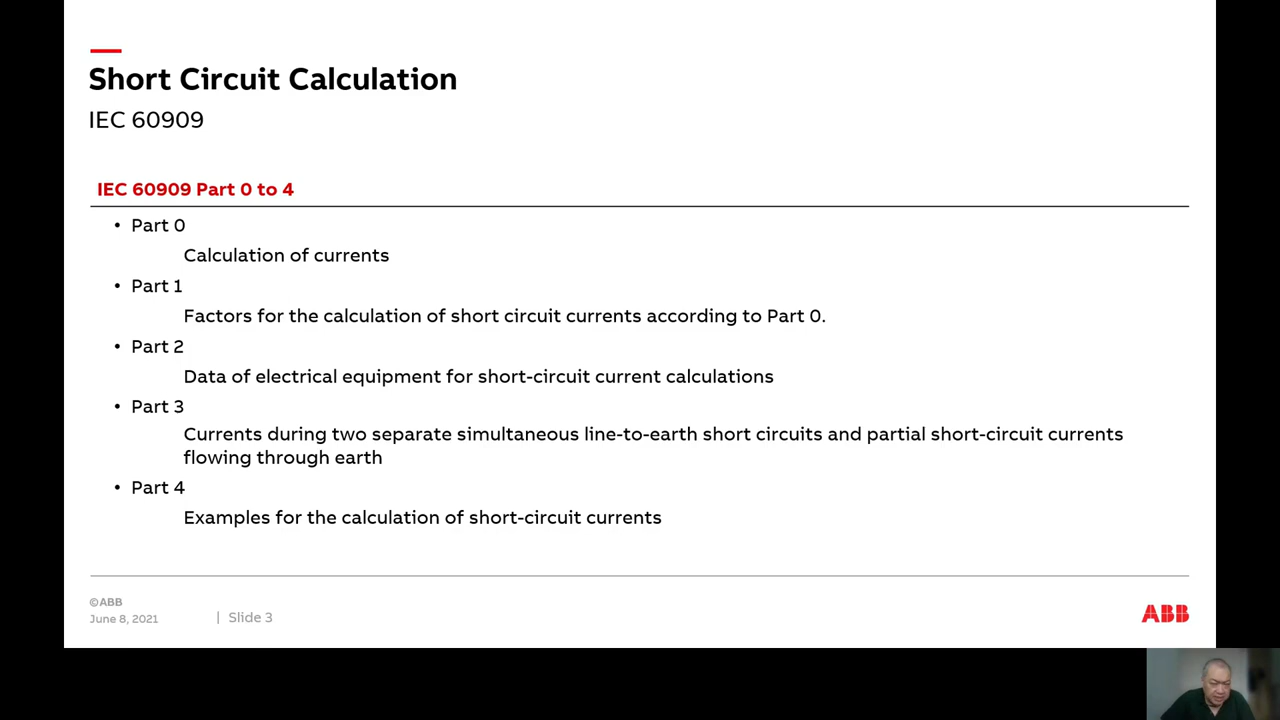 Short Circuit Calculation
IEC 60909
IEC 60909 Part 0 to 4
• Part 0
Calculation of currents
• Part 1
Factors for the calculation of short circuit currents according to Part 0.
• Part 2
Data of electrical equipment for short-circuit current calculations
• Part 3
Currents during two separate simultaneous line-to-earth short circuits and partial short-circuit currents
flowing through earth
• Part 4
Examples for the calculation of short-circuit currents
©ABB
June 8, 2021 | Slide 3
ABB